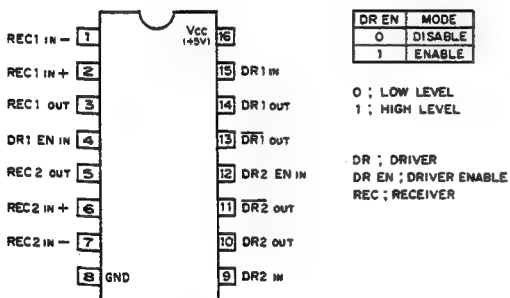 REC1 IN – 1
REC1 IN + 2
REC1 OUT 3
DR1 EN IN 4
REC2 OUT 5
REC2 IN + 6
REC2 IN – 7
8 GND
Vcc 16
(+5V)
15 DR1 IN
14 DR1 OUT
13 D̅R̅1̅ OUT
12 DR2 EN IN
11 D̅R̅2̅ OUT
10 DR2 OUT
9 DR2 IN
DR EN MODE
0 DISABLE
1 ENABLE
0 ; LOW LEVEL
1 ; HIGH LEVEL
DR ; DRIVER
DR EN ; DRIVER ENABLE
REC ; RECEIVER